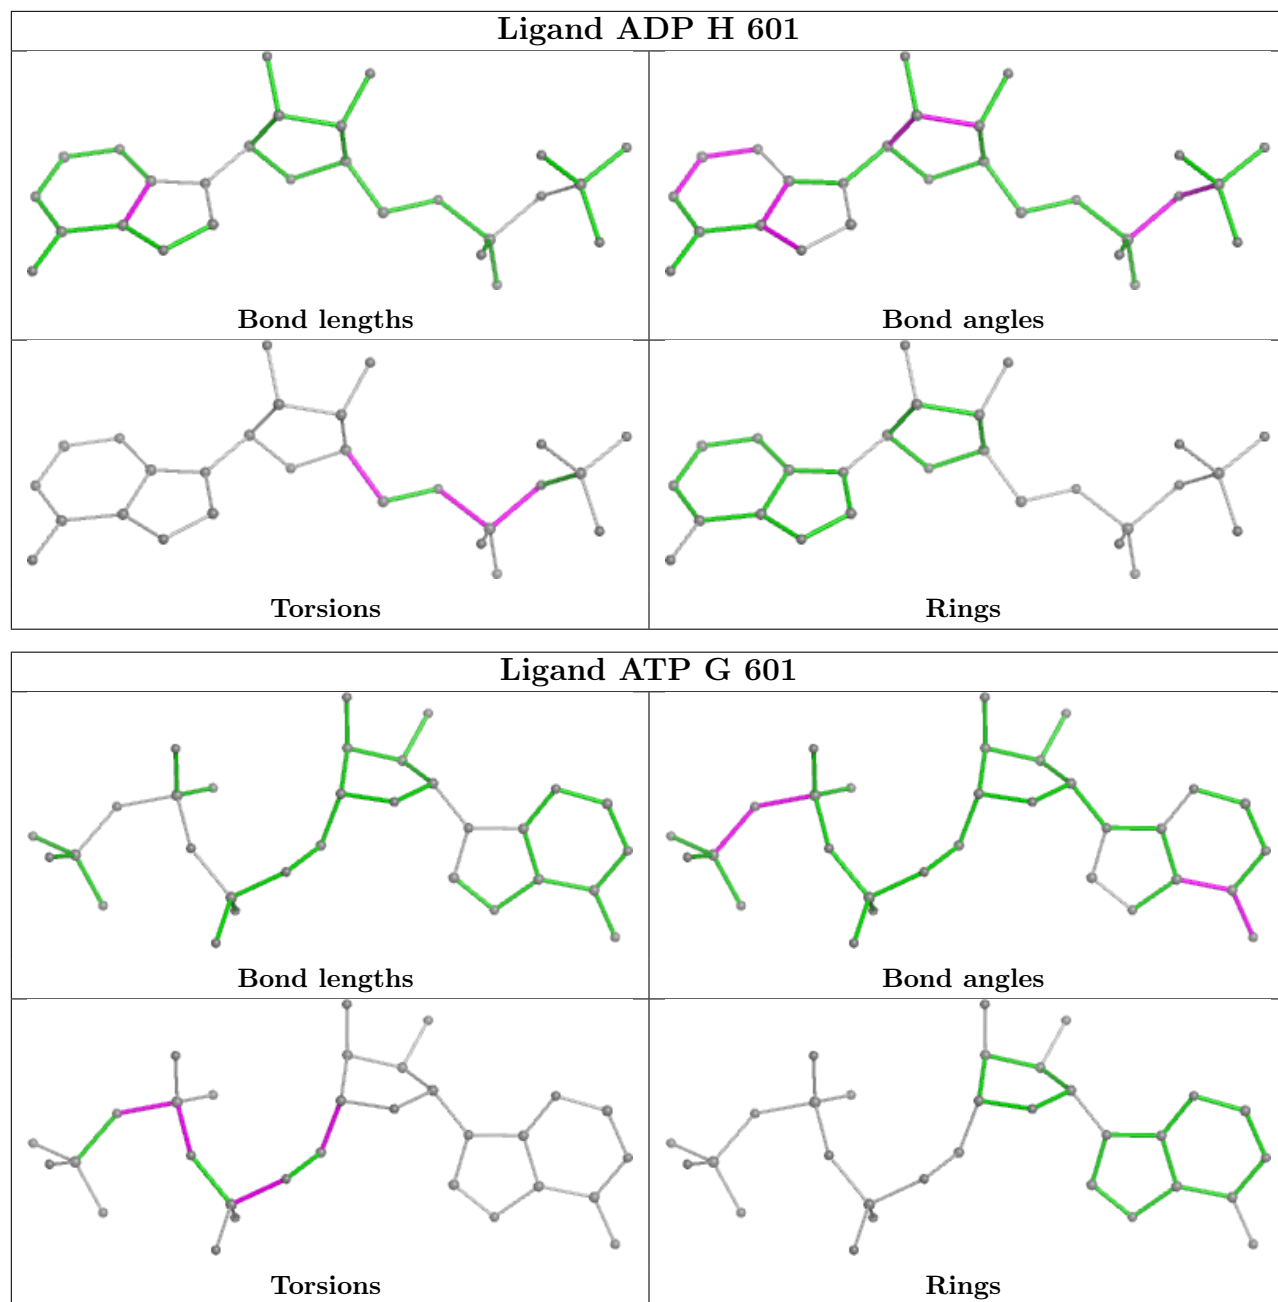 Ligand ADP H 601
Bond lengths
Bond angles
Torsions
Rings
Ligand ATP G 601
Bond lengths
Bond angles
Torsions
Rings